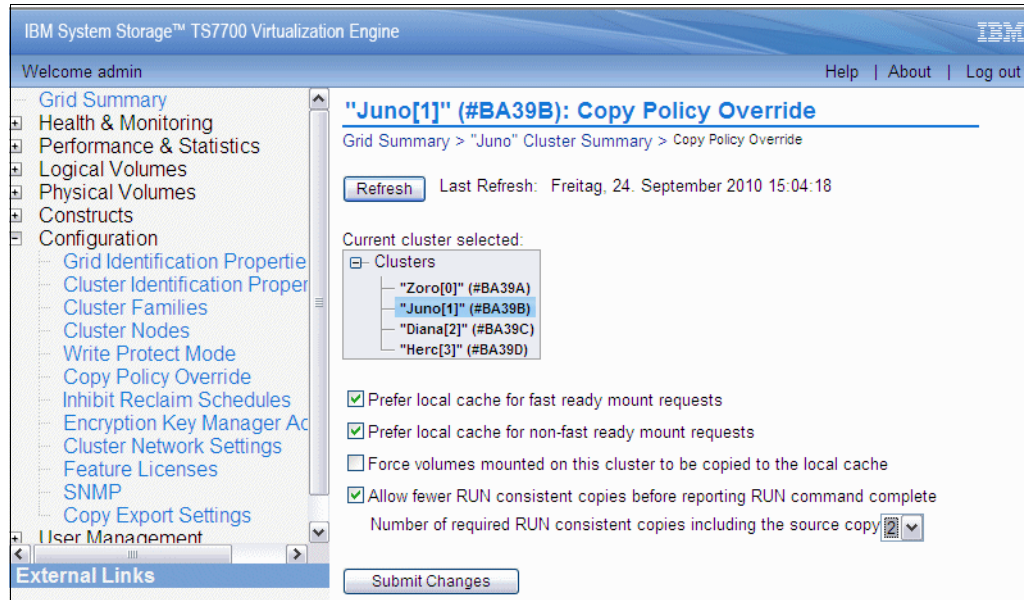 IBM System Storage™ TS7700 Virtualization Engine
IBM
Welcome admin
Help | About | Log out
Grid Summary
Health & Monitoring
Performance & Statistics
Logical Volumes
Physical Volumes
Constructs
Configuration
Grid Identification Propertie
Cluster Identification Proper
Cluster Families
Cluster Nodes
Write Protect Mode
Copy Policy Override
Inhibit Reclaim Schedules
Encryption Key Manager Ad
Cluster Network Settings
Feature Licenses
SNMP
Copy Export Settings
User Management
External Links
"Juno[1]" (#BA39B): Copy Policy Override
Grid Summary > "Juno" Cluster Summary > Copy Policy Override
Refresh Last Refresh: Freitag, 24. September 2010 15:04:18
Current cluster selected:
Clusters
"Zoro[0]" (#BA39A)
"Juno[1]" (#BA39B)
"Diana[2]" (#BA39C)
"Herc[3]" (#BA39D)
Prefer local cache for fast ready mount requests
Prefer local cache for non-fast ready mount requests
Force volumes mounted on this cluster to be copied to the local cache
Allow fewer RUN consistent copies before reporting RUN command complete
Number of required RUN consistent copies including the source copy 2
Submit Changes